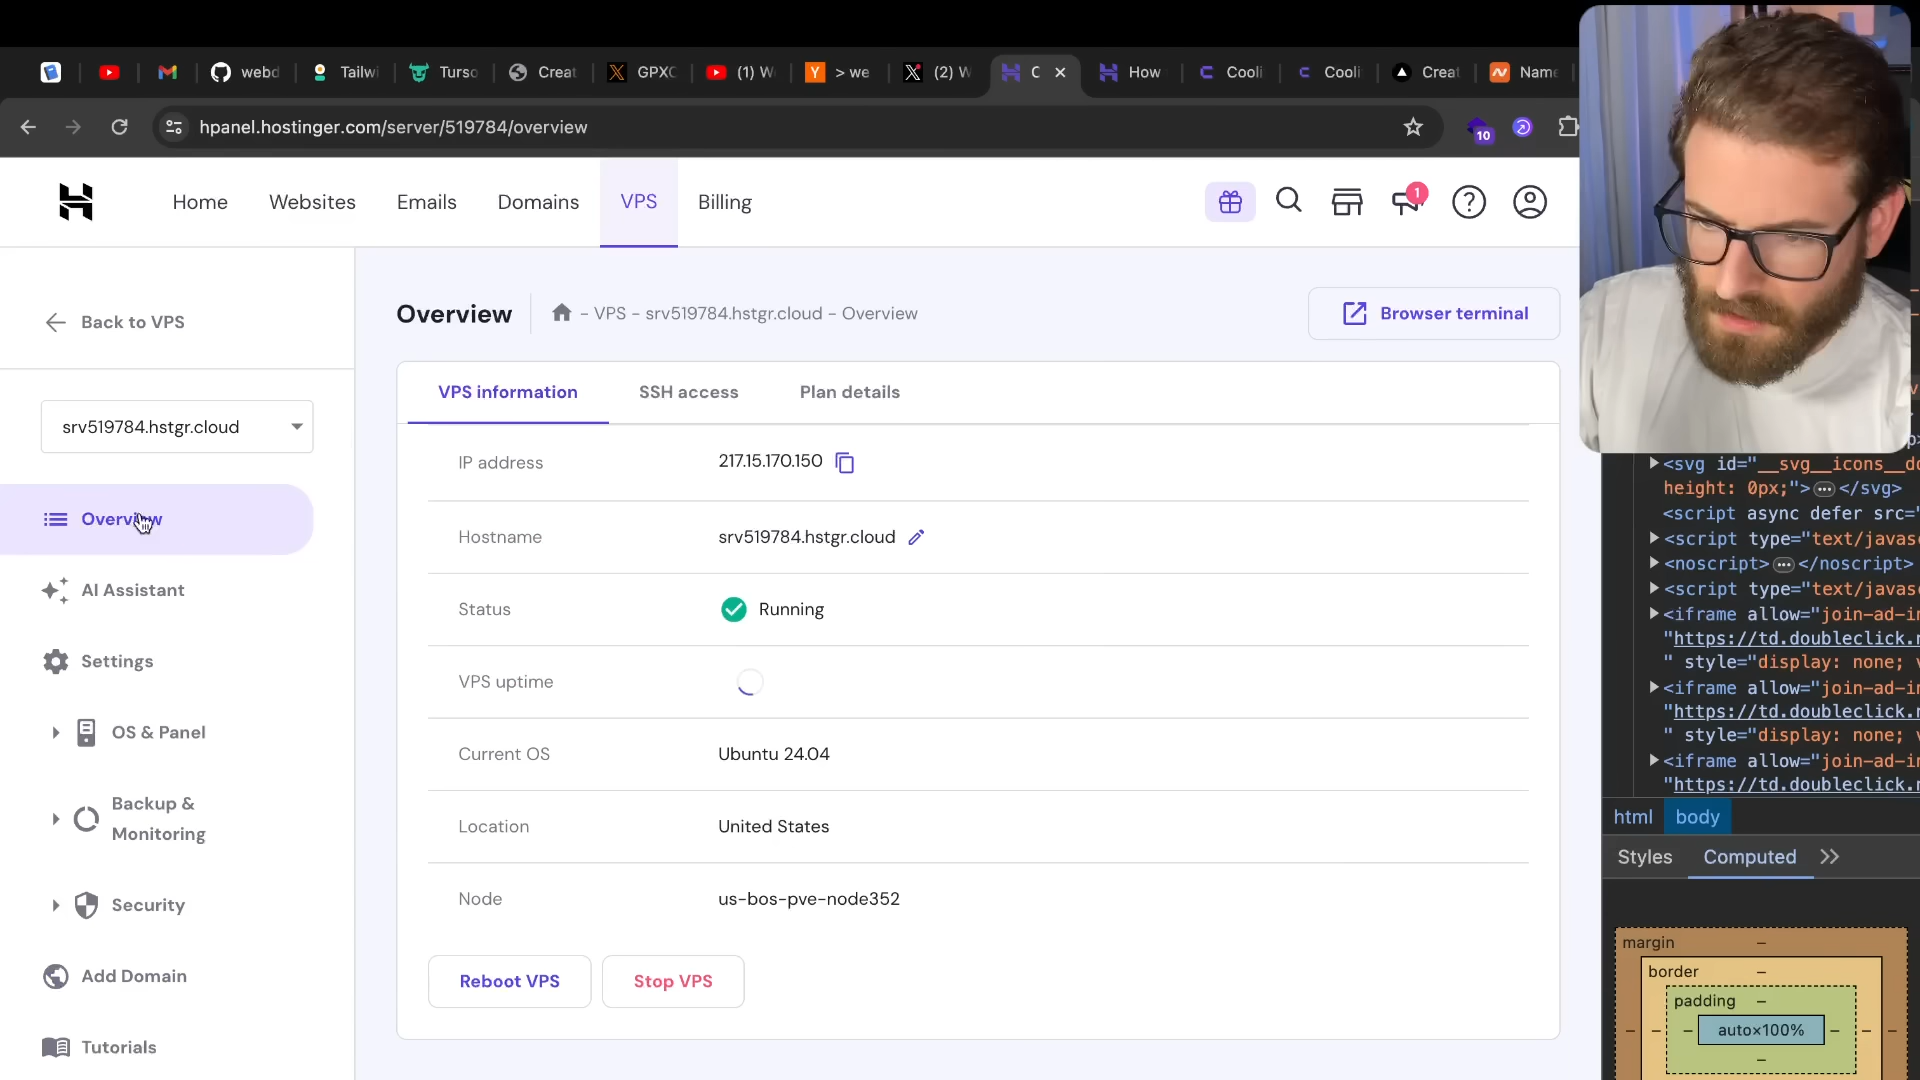 webd
Tailwi
Turso
Creat
GPXC
(1) W
> we
(2) W
C
How
Cooli
Cooli
Creat
Name
hpanel.hostinger.com/server/519784/overview
10
Home
Websites
Emails
Domains
VPS
Billing
1
Back to VPS
Overview
- VPS - srv519784.hstgr.cloud - Overview
Browser terminal
srv519784.hstgr.cloud
VPS information
SSH access
Plan details
Overview
AI Assistant
Settings
OS & Panel
Backup &
Monitoring
Security
Add Domain
Tutorials
IP address
217.15.170.150
Hostname
srv519784.hstgr.cloud
Status
Running
VPS uptime
Current OS
Ubuntu 24.04
Location
United States
Node
us-bos-pve-node352
Reboot VPS
Stop VPS
<svg id="__svg__icons__do
height: 0px;">…</svg>
<script async defer src="
<script type="text/javas
<noscript>…</noscript>
<script type="text/javas
<iframe allow="join-ad-in
"https://td.doubleclick.n
" style="display: none; v
<iframe allow="join-ad-in
"https://td.doubleclick.n
" style="display: none; v
<iframe allow="join-ad-in
"https://td.doubleclick.n
html
body
Styles
Computed
margin
–
border
–
padding
–
–
–
–
auto×100%
–
–
–
–